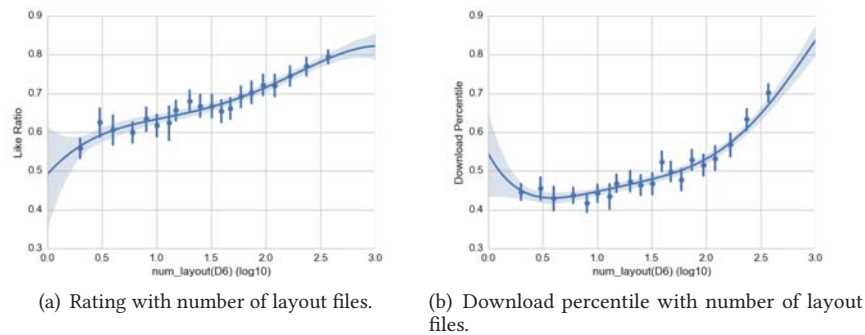 0.9
0.8
0.7
0.6
0.5
0.4
0.3
Like Ratio
0.0 0.5 1.0 1.5 2.0 2.5 3.0
num_layout(D6) (log10)
(a) Rating with number of layout files.
0.9
0.8
0.7
0.6
0.5
0.4
0.3
Download Percentile
0.0 0.5 1.0 1.5 2.0 2.5 3.0
num_layout(D6) (log10)
(b) Download percentile with number of layout
files.